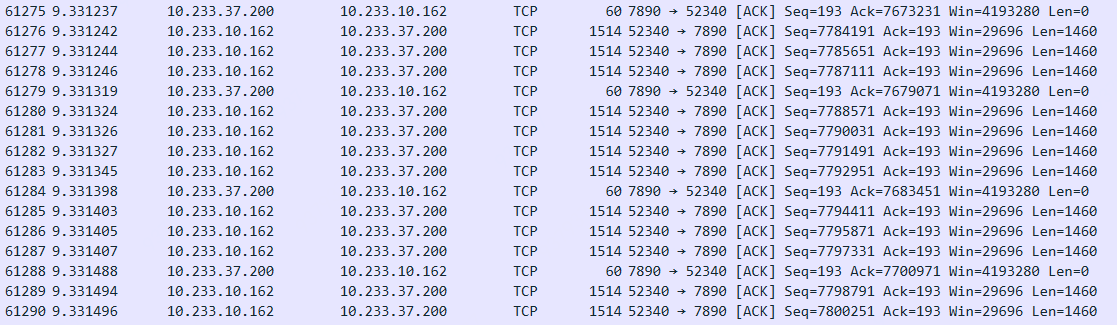 61275 9.331237 10.233.37.200 10.233.10.162 TCP 60 7890 → 52340 [ACK] Seq=193 Ack=7673231 Win=4193280 Len=0
61276 9.331242 10.233.10.162 10.233.37.200 TCP 1514 52340 → 7890 [ACK] Seq=7784191 Ack=193 Win=29696 Len=1460
61277 9.331244 10.233.10.162 10.233.37.200 TCP 1514 52340 → 7890 [ACK] Seq=7785651 Ack=193 Win=29696 Len=1460
61278 9.331246 10.233.10.162 10.233.37.200 TCP 1514 52340 → 7890 [ACK] Seq=7787111 Ack=193 Win=29696 Len=1460
61279 9.331319 10.233.37.200 10.233.10.162 TCP 60 7890 → 52340 [ACK] Seq=193 Ack=7679071 Win=4193280 Len=0
61280 9.331324 10.233.10.162 10.233.37.200 TCP 1514 52340 → 7890 [ACK] Seq=7788571 Ack=193 Win=29696 Len=1460
61281 9.331326 10.233.10.162 10.233.37.200 TCP 1514 52340 → 7890 [ACK] Seq=7790031 Ack=193 Win=29696 Len=1460
61282 9.331327 10.233.10.162 10.233.37.200 TCP 1514 52340 → 7890 [ACK] Seq=7791491 Ack=193 Win=29696 Len=1460
61283 9.331345 10.233.10.162 10.233.37.200 TCP 1514 52340 → 7890 [ACK] Seq=7792951 Ack=193 Win=29696 Len=1460
61284 9.331398 10.233.37.200 10.233.10.162 TCP 60 7890 → 52340 [ACK] Seq=193 Ack=7683451 Win=4193280 Len=0
61285 9.331403 10.233.10.162 10.233.37.200 TCP 1514 52340 → 7890 [ACK] Seq=7794411 Ack=193 Win=29696 Len=1460
61286 9.331405 10.233.10.162 10.233.37.200 TCP 1514 52340 → 7890 [ACK] Seq=7795871 Ack=193 Win=29696 Len=1460
61287 9.331407 10.233.10.162 10.233.37.200 TCP 1514 52340 → 7890 [ACK] Seq=7797331 Ack=193 Win=29696 Len=1460
61288 9.331488 10.233.37.200 10.233.10.162 TCP 60 7890 → 52340 [ACK] Seq=193 Ack=7700971 Win=4193280 Len=0
61289 9.331494 10.233.10.162 10.233.37.200 TCP 1514 52340 → 7890 [ACK] Seq=7798791 Ack=193 Win=29696 Len=1460
61290 9.331496 10.233.10.162 10.233.37.200 TCP 1514 52340 → 7890 [ACK] Seq=7800251 Ack=193 Win=29696 Len=1460